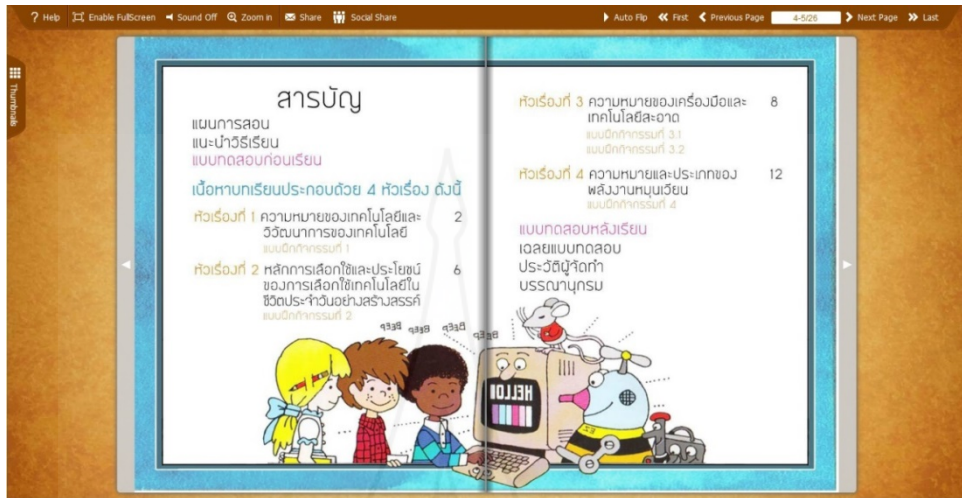 Help
Enable FullScreen
Sound Off
Zoom in
Share
Social Share
Auto Flip
First
Previous Page
4-5/26
Next Page
Last
Thumbnails
สารบัญ
แผนการสอน
แนะนำวิธีเรียน
แบบทดสอบก่อนเรียน
เนื้อหาบทเรียนประกอบด้วย 4 หัวเรื่อง ดังนี้
หัวเรื่องที่ 1 ความหมายของเทคโนโลยีและ 2
วิวัฒนาการของเทคโนโลยี
แบบฝึกกิจกรรมที่ 1
หัวเรื่องที่ 2 หลักการเลือกใช้และประโยชน์ 6
ของการเลือกใช้เทคโนโลยีใน
ชีวิตประจำวันอย่างสร้างสรรค์
แบบฝึกกิจกรรมที่ 2
หัวเรื่องที่ 3 ความหมายของเครื่องมือและ 8
เทคโนโลยีสะอาด
แบบฝึกกิจกรรมที่ 3.1
แบบฝึกกิจกรรมที่ 3.2
หัวเรื่องที่ 4 ความหมายและประเภทของ 12
พลังงานหมุนเวียน
แบบฝึกกิจกรรมที่ 4
แบบทดสอบหลังเรียน
เฉลยแบบทดสอบ
ประวัติผู้จัดทำ
บรรณานุกรม
BEEP BEEP BEEP BEEP
HELLO